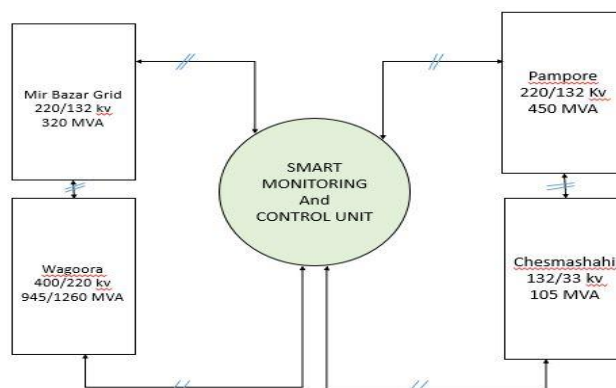 Mir Bazar Grid
220/132 kv
320 MVA
Pampore
220/132 Kv
450 MVA
SMART
MONITORING
And
CONTROL UNIT
Wagoora
400/220 kv
945/1260 MVA
Chesmashahi
132/33 kv
105 MVA